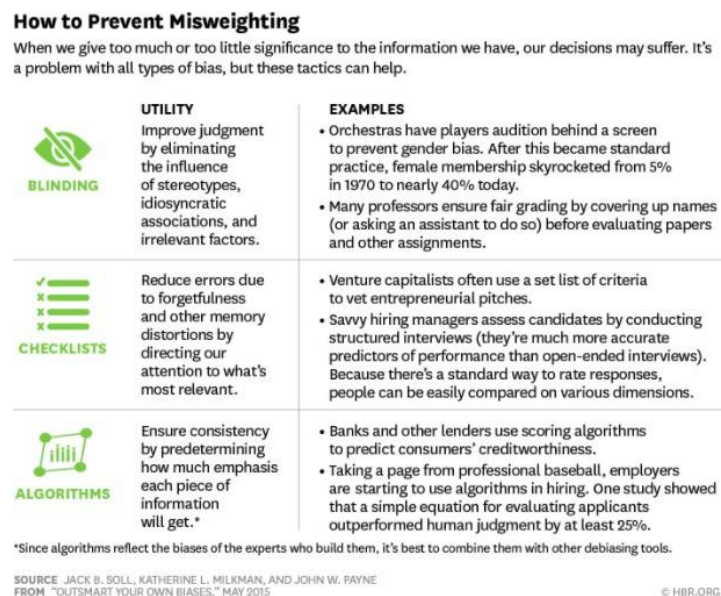 How to Prevent Misweighting
When we give too much or too little significance to the information we have, our decisions may suffer. It's
a problem with all types of bias, but these tactics can help.
UTILITY
EXAMPLES
BLINDING
Improve judgment
by eliminating
the influence
of stereotypes,
idiosyncratic
associations, and
irrelevant factors.
• Orchestras have players audition behind a screen
to prevent gender bias. After this became standard
practice, female membership skyrocketed from 5%
in 1970 to nearly 40% today.
• Many professors ensure fair grading by covering up names
(or asking an assistant to do so) before evaluating papers
and other assignments.
CHECKLISTS
Reduce errors due
to forgetfulness
and other memory
distortions by
directing our
attention to what's
most relevant.
• Venture capitalists often use a set list of criteria
to vet entrepreneurial pitches.
• Savvy hiring managers assess candidates by conducting
structured interviews (they're much more accurate
predictors of performance than open-ended interviews).
Because there's a standard way to rate responses,
people can be easily compared on various dimensions.
ALGORITHMS
Ensure consistency
by predetermining
how much emphasis
each piece of
information
will get.*
• Banks and other lenders use scoring algorithms
to predict consumers' creditworthiness.
• Taking a page from professional baseball, employers
are starting to use algorithms in hiring. One study showed
that a simple equation for evaluating applicants
outperformed human judgment by at least 25%.
*Since algorithms reflect the biases of the experts who build them, it's best to combine them with other debiasing tools.
SOURCE JACK B. SOLL, KATHERINE L. MILKMAN, AND JOHN W. PAYNE
FROM "OUTSMART YOUR OWN BIASES," MAY 2015
© HBR.ORG